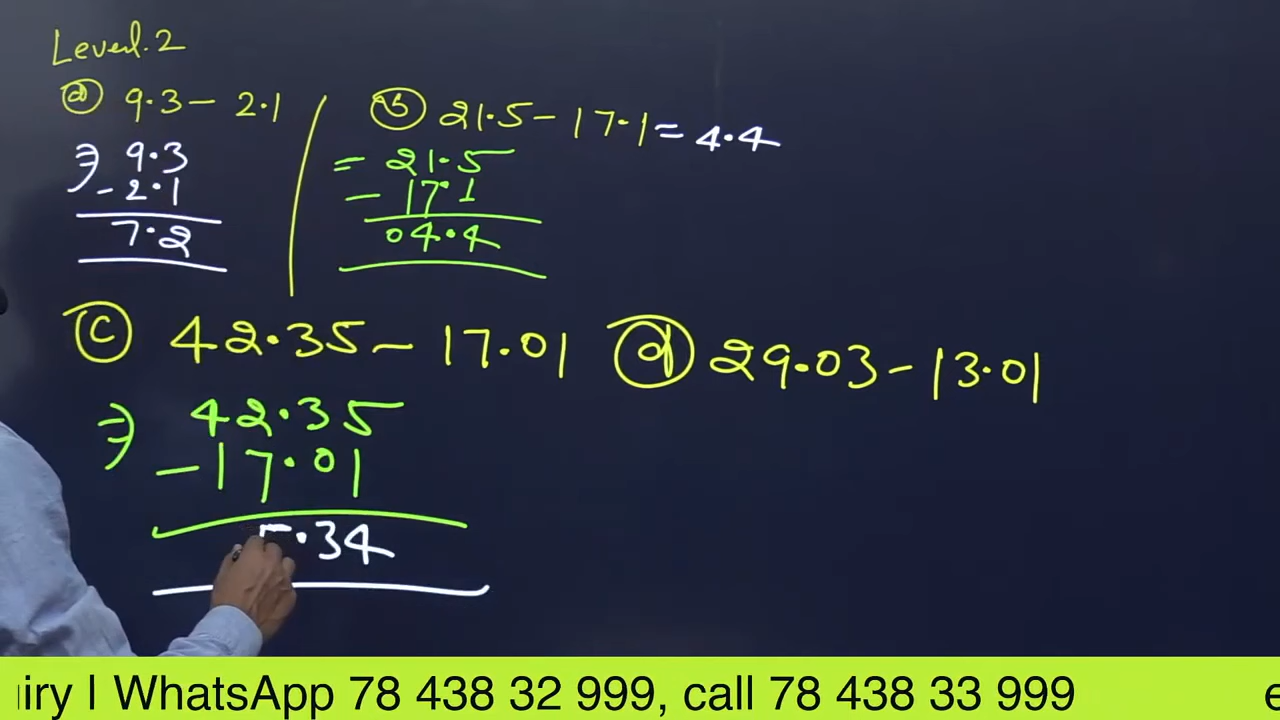 Level.2
ⓐ 9.3 - 2.1
⇒ 9.3
- 2.1
7.2
ⓑ 21.5 - 17.1 = 4.4
= 21.5
- 17.1
04.4
ⓒ 42.35 - 17.01
⇒ 42.35
- 17.01
5.34
ⓓ 29.03 - 13.01
iry I WhatsApp 78 438 32 999, call 78 438 33 999